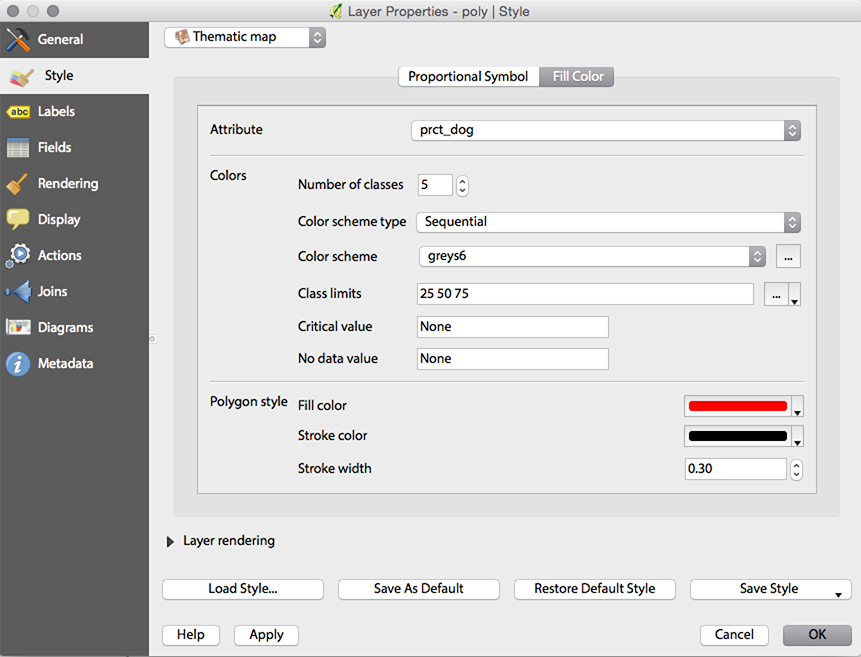 Layer Properties - poly | Style
General
Style
abc Labels
Fields
Rendering
Display
Actions
Joins
Diagrams
i Metadata
Thematic map
Proportional Symbol Fill Color
Attribute prct_dog
Colors
Number of classes 5
Color scheme type Sequential
Color scheme greys6 ...
Class limits 25 50 75 ...
Critical value None
No data value None
Polygon style Fill color
Stroke color
Stroke width 0.30
Layer rendering
Load Style... Save As Default Restore Default Style Save Style
Help Apply Cancel OK